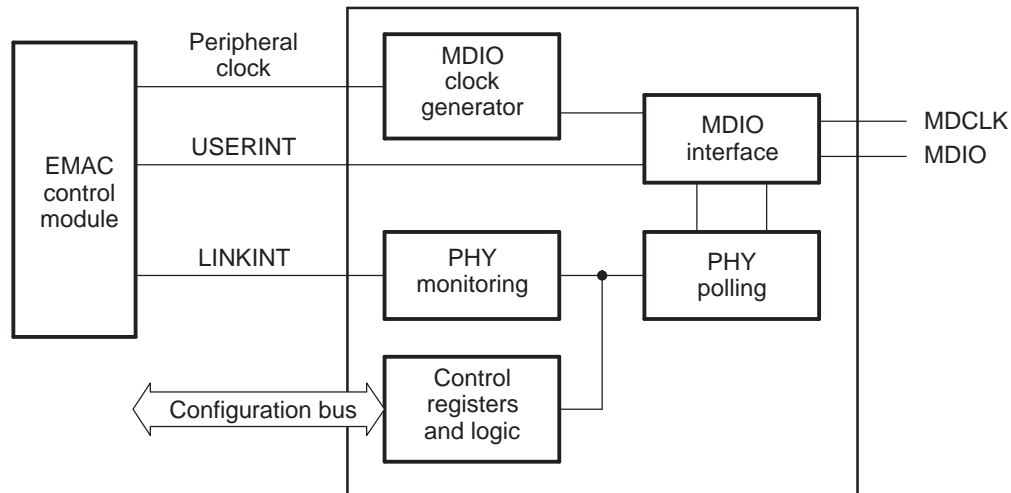 Peripheral
clock
MDIO
clock
generator
MDIO
interface
MDCLK
MDIO
USERINT
EMAC
control
module
LINKINT
PHY
monitoring
PHY
polling
Configuration bus
Control
registers
and logic